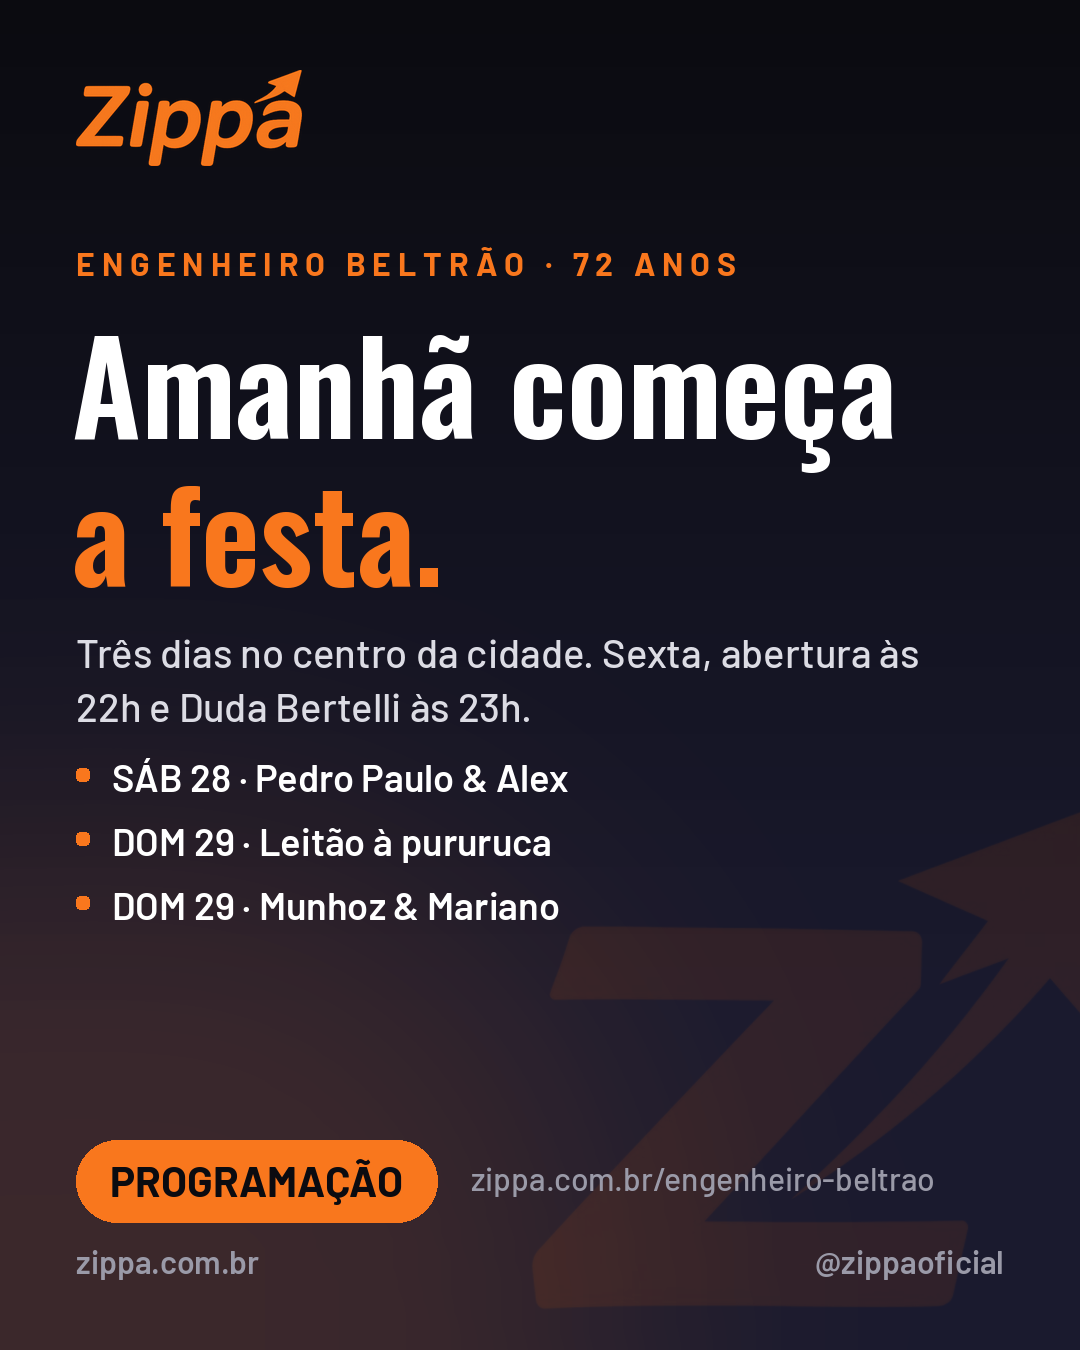 Zippa
ENGENHEIRO BELTRÃO · 72 ANOS
Amanhã começa
a festa.
Três dias no centro da cidade. Sexta, abertura às
22h e Duda Bertelli às 23h.
SÁB 28 · Pedro Paulo & Alex
DOM 29 · Leitão à pururuca
DOM 29 · Munhoz & Mariano
PROGRAMAÇÃO
zippa.com.br/engenheiro-beltrao
zippa.com.br
@zippaoficial